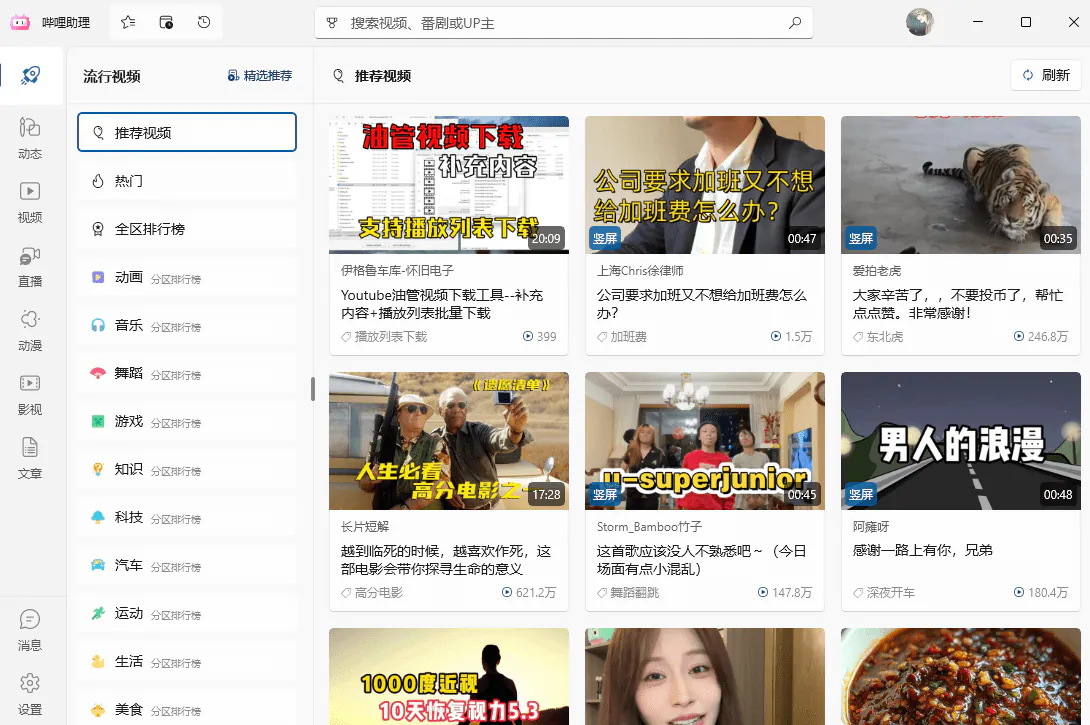 哔哩助理
搜索视频、番剧或UP主
动态
视频
直播
动漫
影视
文章
消息
设置
流行视频
精选推荐
推荐视频
热门
全区排行榜
动画 分区排行榜
音乐 分区排行榜
舞蹈 分区排行榜
游戏 分区排行榜
知识 分区排行榜
科技 分区排行榜
汽车 分区排行榜
运动 分区排行榜
生活 分区排行榜
美食 分区排行榜
推荐视频
刷新
油管视频下载
补充内容
支持播放列表下载
20:09
伊格鲁车库-怀旧电子
Youtube油管视频下载工具--补充
内容+播放列表批量下载
播放列表下载
399
公司要求加班又不想
给加班费怎么办？
竖屏
00:47
上海Chris徐律师
公司要求加班又不想给加班费怎么
办？
加班费
1.5万
竖屏
00:35
爱拍老虎
大家辛苦了，，不要投币了，帮忙
点点赞。非常感谢！
东北虎
246.8万
《遗愿清单》
人生必看
高分电影之一
17:28
长片短解
越到临死的时候，越喜欢作死，这
部电影会带你探寻生命的意义
高分电影
621.2万
u-superjunior
竖屏
00:45
Storm_Bamboo竹子
这首歌应该没人不熟悉吧～（今日
场面有点小混乱）
舞蹈翻跳
147.8万
男人的浪漫
竖屏
00:48
阿癕呀
感谢一路上有你，兄弟
深夜开车
180.4万
1000度近视
10天恢复视力5.3